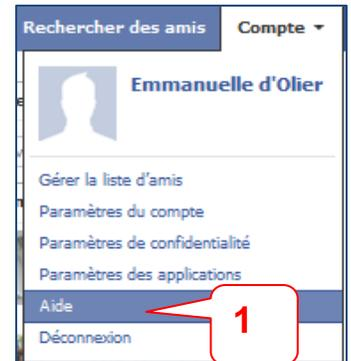 Rechercher des amis Compte
Emmanuelle d'Olier
Gérer la liste d'amis
Paramètres du compte
Paramètres de confidentialité
Paramètres des applications
Aide
1
Déconnexion